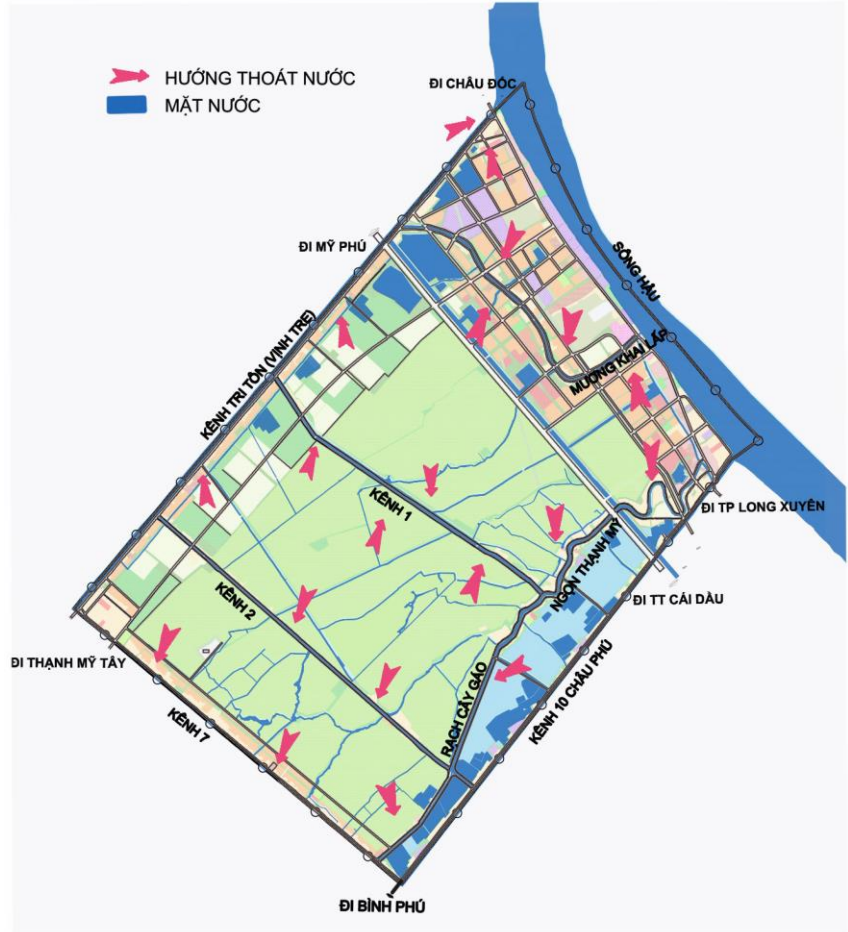 HƯỚNG THOÁT NƯỚC
MẶT NƯỚC
ĐI CHÂU ĐỐC
ĐI MỸ PHÚ
SÔNG HẬU
KÊNH TRI TÔN (VỊNH TRE)
MƯƠNG KHAI LẤP
KÊNH 1
ĐI TP LONG XUYÊN
NGỌN THẠNH MỸ
KÊNH 2
ĐI TT CÁI DẦU
ĐI THẠNH MỸ TÂY
RẠCH CÂY GÁO
KÊNH 10 CHÂU PHÚ
KÊNH 7
ĐI BÌNH PHÚ